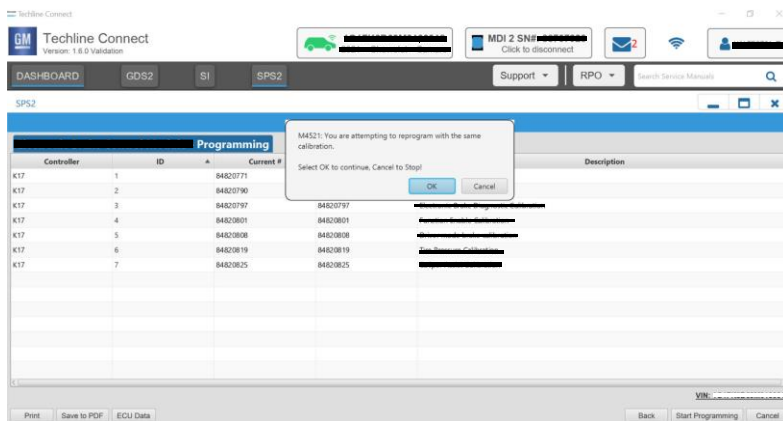 Techline Connect
GM
Techline Connect
Version: 1.6.0 Validation
MDI 2 SN#:
Click to disconnect
2
DASHBOARD GDS2 SI SPS2 Support RPO Search Service Manuals
SPS2
Programming
M4521: You are attempting to reprogram with the same
calibration.
Select OK to continue, Cancel to Stop!
OK Cancel
Controller ID Current # Description
K17 1 84820771
K17 2 84820790
K17 3 84820797 84820797
K17 4 84820801 84820801
K17 5 84820808 84820808
K17 6 84820819 84820819
K17 7 84820825 84820825
VIN:
Print Save to PDF ECU Data Back Start Programming Cancel